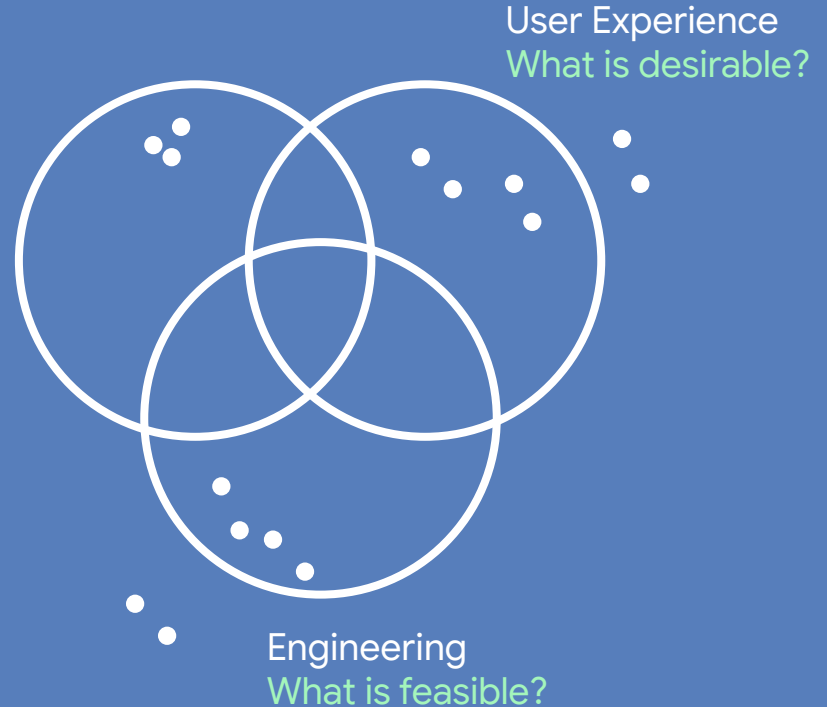 User Experience
What is desirable?
Engineering
What is feasible?